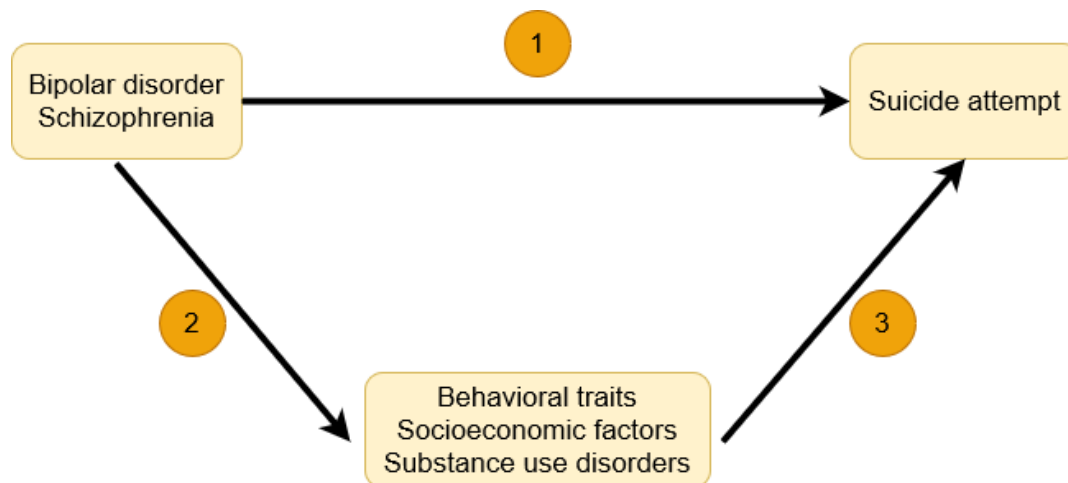 1
Bipolar disorder
Schizophrenia
Suicide attempt
2
3
Behavioral traits
Socioeconomic factors
Substance use disorders